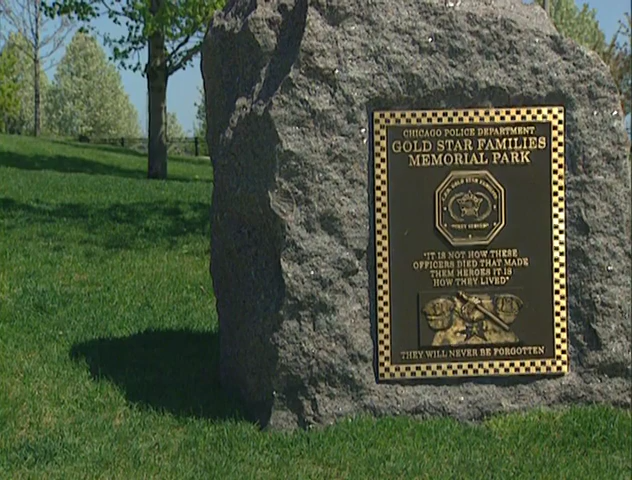 CHICAGO POLICE DEPARTMENT
GOLD STAR FAMILIES
MEMORIAL PARK
"IT IS NOT HOW THESE
OFFICERS DIED THAT MADE
THEM HEROES IT IS
HOW THEY LIVED"
THEY WILL NEVER BE FORGOTTEN